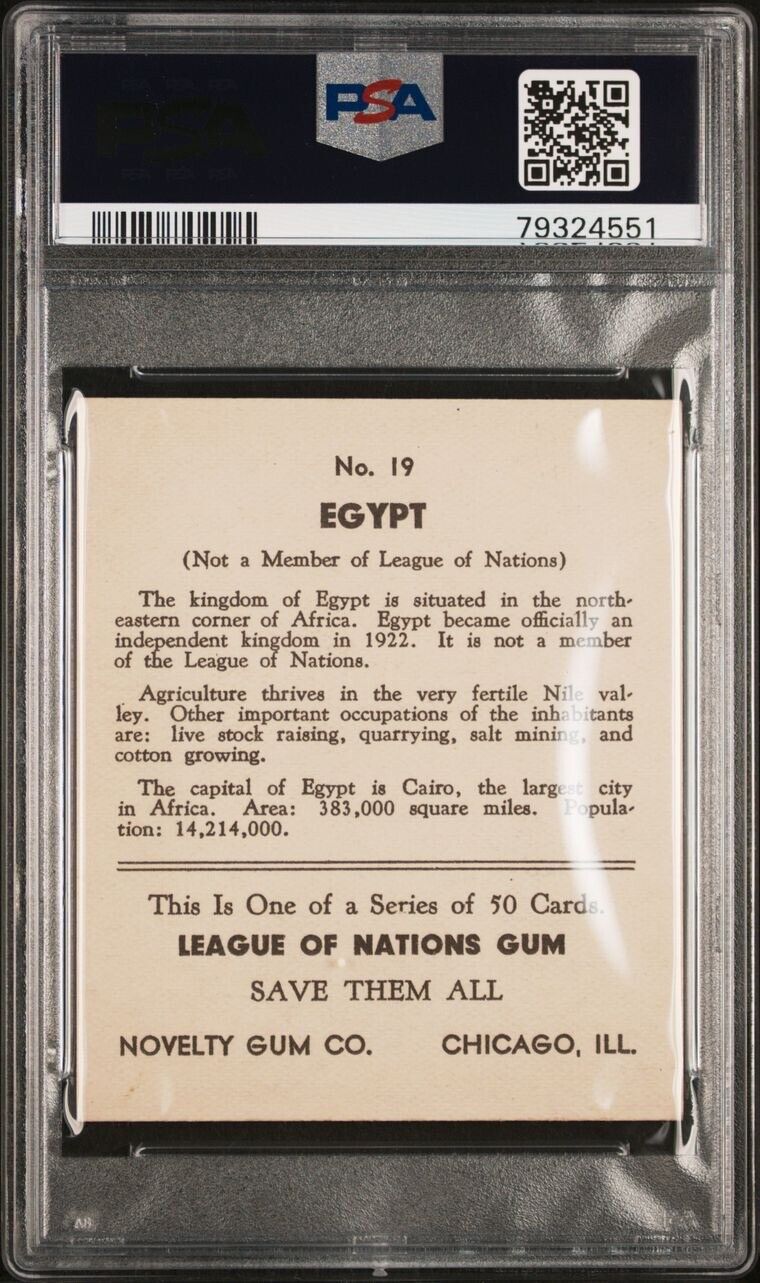 PSA
79324551
No. 19
EGYPT
(Not a Member of League of Nations)
The kingdom of Egypt is situated in the north-
eastern corner of Africa. Egypt became officially an
independent kingdom in 1922. It is not a member
of the League of Nations.
Agriculture thrives in the very fertile Nile val-
ley. Other important occupations of the inhabitants
are: live stock raising, quarrying, salt mining, and
cotton growing.
The capital of Egypt is Cairo, the largest city
in Africa. Area: 383,000 square miles. Popula-
tion: 14,214,000.
This Is One of a Series of 50 Cards.
LEAGUE OF NATIONS GUM
SAVE THEM ALL
NOVELTY GUM CO. CHICAGO, ILL.